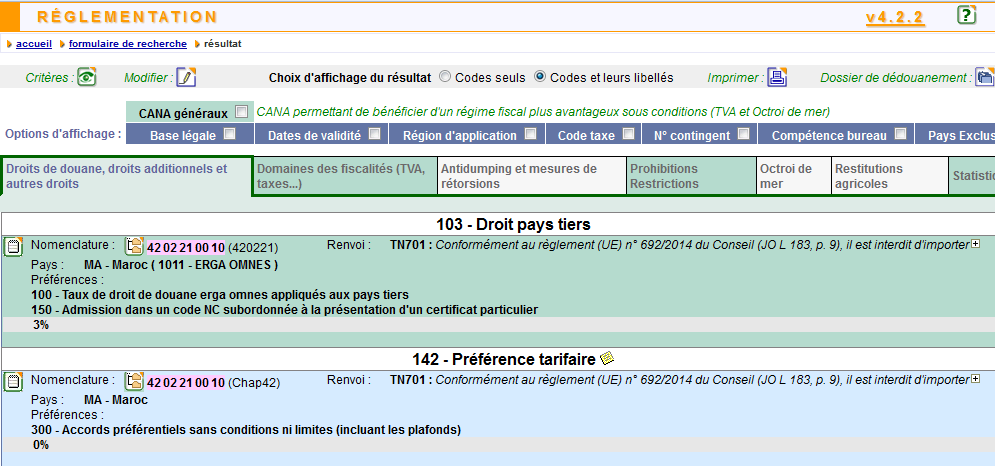 RÉGLEMENTATION
v4.2.2
?
accueil formulaire de recherche résultat
Critères : Modifier : Choix d'affichage du résultat Codes seuls Codes et leurs libellés Imprimer : Dossier de dédouanement :
CANA généraux CANA permettant de bénéficier d'un régime fiscal plus avantageux sous conditions (TVA et Octroi de mer)
Options d'affichage : Base légale Dates de validité Région d'application Code taxe N° contingent Compétence bureau Pays Exclus
Droits de douane, droits additionnels et
autres droits
Domaines des fiscalités (TVA,
taxes...)
Antidumping et mesures de
rétorsions
Prohibitions
Restrictions
Octroi de
mer
Restitutions
agricoles
Statistic
103 - Droit pays tiers
Nomenclature : 42 02 21 00 10 (420221) Renvoi : TN701 : Conformément au règlement (UE) n° 692/2014 du Conseil (JO L 183, p. 9), il est interdit d'importer
Pays : MA - Maroc ( 1011 - ERGA OMNES )
Préférences :
100 - Taux de droit de douane erga omnes appliqués aux pays tiers
150 - Admission dans un code NC subordonnée à la présentation d'un certificat particulier
3%
142 - Préférence tarifaire
Nomenclature : 42 02 21 00 10 (Chap42) Renvoi : TN701 : Conformément au règlement (UE) n° 692/2014 du Conseil (JO L 183, p. 9), il est interdit d'importer
Pays : MA - Maroc
Préférences :
300 - Accords préférentiels sans conditions ni limites (incluant les plafonds)
0%